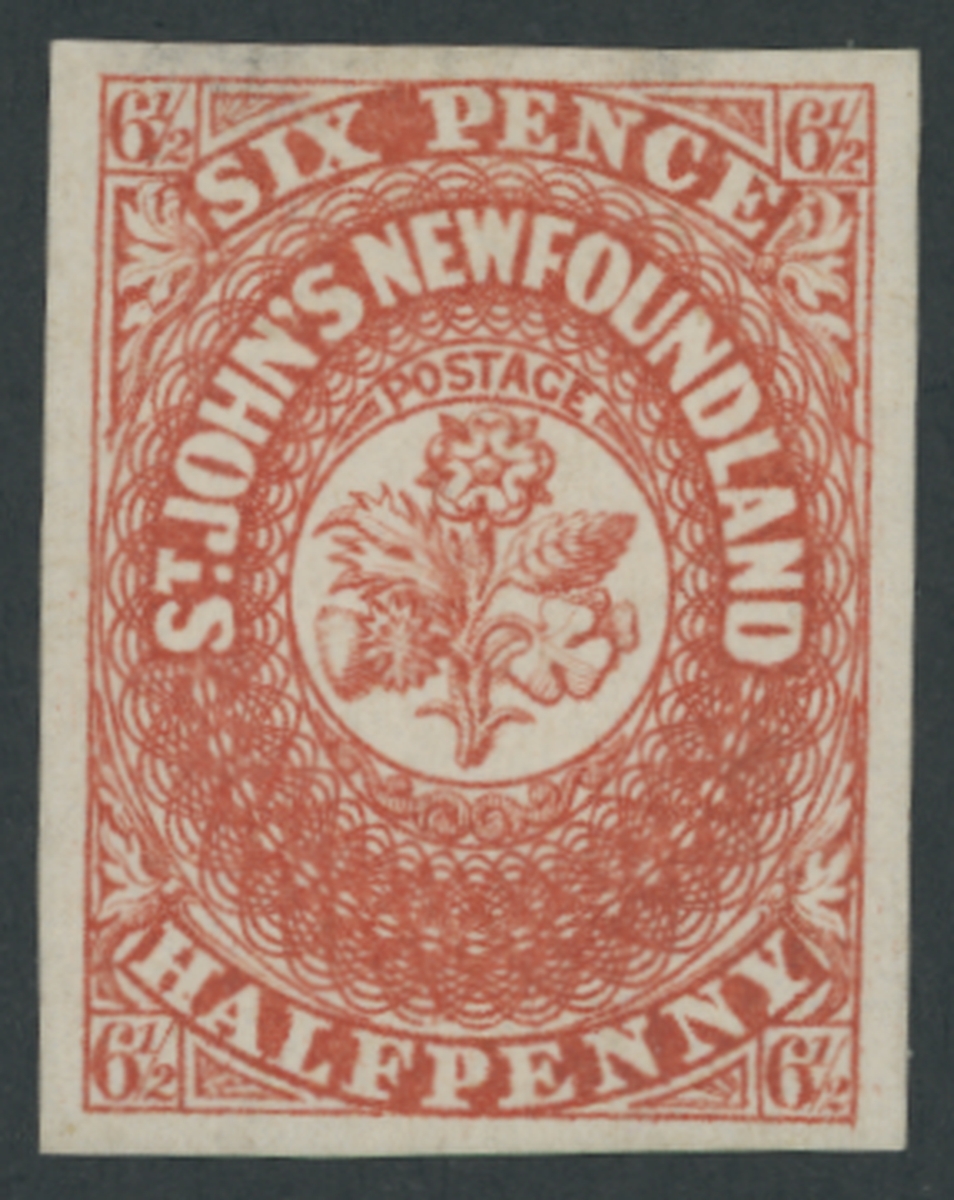 6½ SIX PENCE 6½
ST. JOHN'S NEWFOUNDLAND
POSTAGE
6½ HALFPENNY 6½